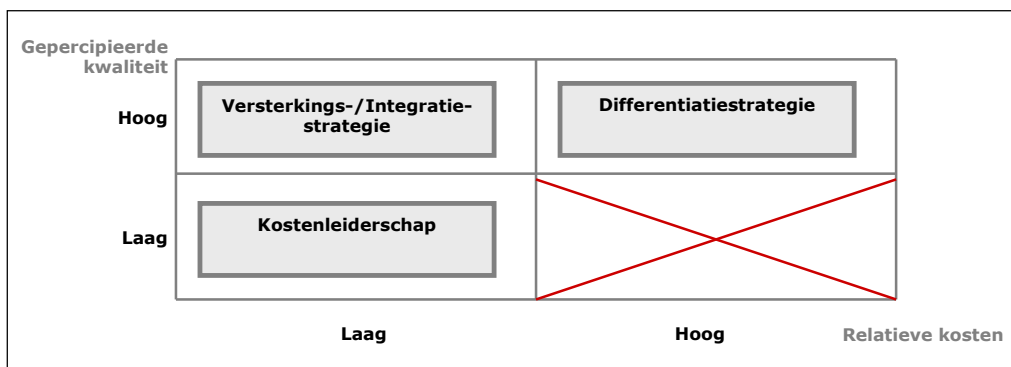 Gepercipieerde
kwaliteit
Hoog
Versterkings-/Integratie-
strategie
Differentiatiestrategie
Laag
Kostenleiderschap
Laag
Hoog
Relatieve kosten